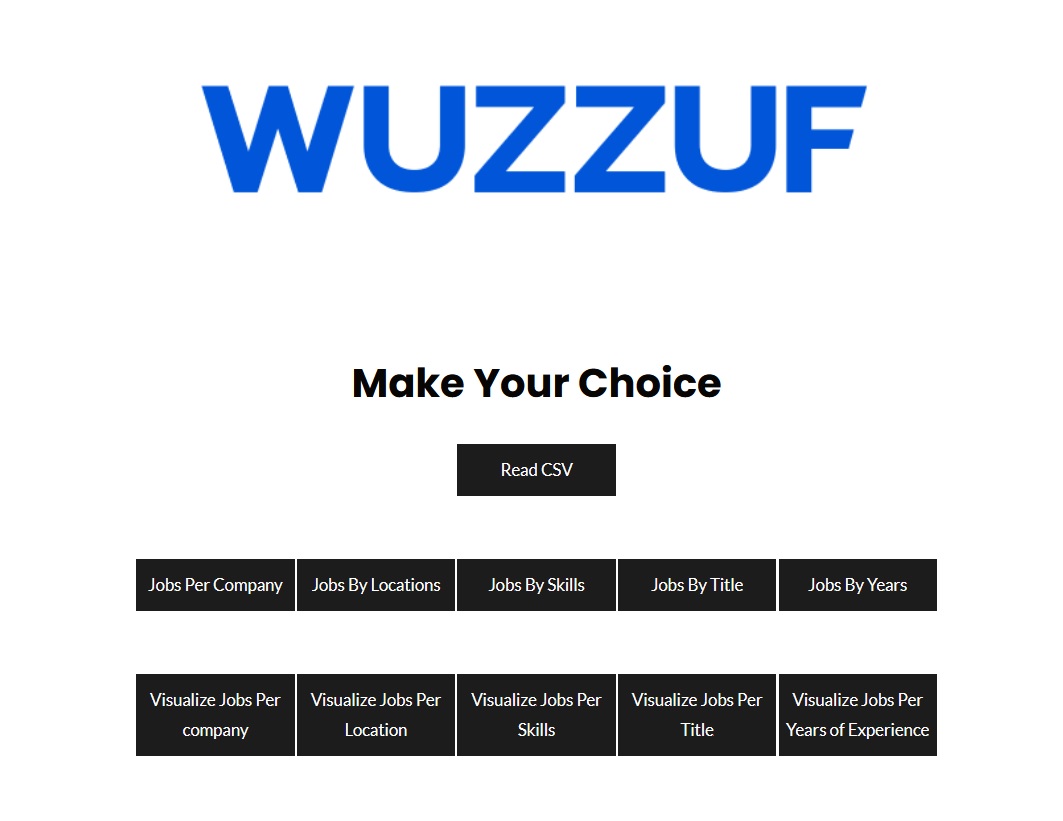 WUZZUF
Make Your Choice
Read CSV
Jobs Per Company
Jobs By Locations
Jobs By Skills
Jobs By Title
Jobs By Years
Visualize Jobs Per
company
Visualize Jobs Per
Location
Visualize Jobs Per
Skills
Visualize Jobs Per
Title
Visualize Jobs Per
Years of Experience